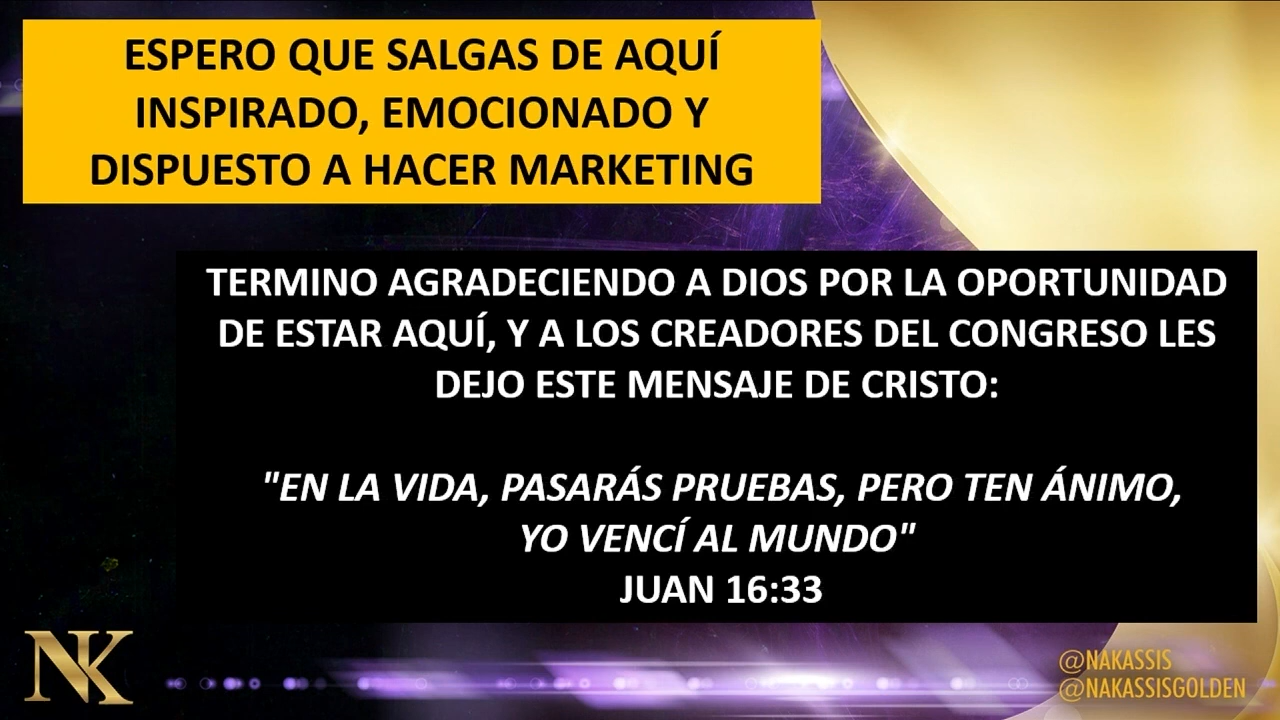 ESPERO QUE SALGAS DE AQUÍ
INSPIRADO, EMOCIONADO Y
DISPUESTO A HACER MARKETING
TERMINO AGRADECIENDO A DIOS POR LA OPORTUNIDAD
DE ESTAR AQUÍ, Y A LOS CREADORES DEL CONGRESO LES
DEJO ESTE MENSAJE DE CRISTO:
"EN LA VIDA, PASARÁS PRUEBAS, PERO TEN ÁNIMO,
YO VENCÍ AL MUNDO"
JUAN 16:33
NK
@NAKASSIS
@NAKASSISGOLDEN